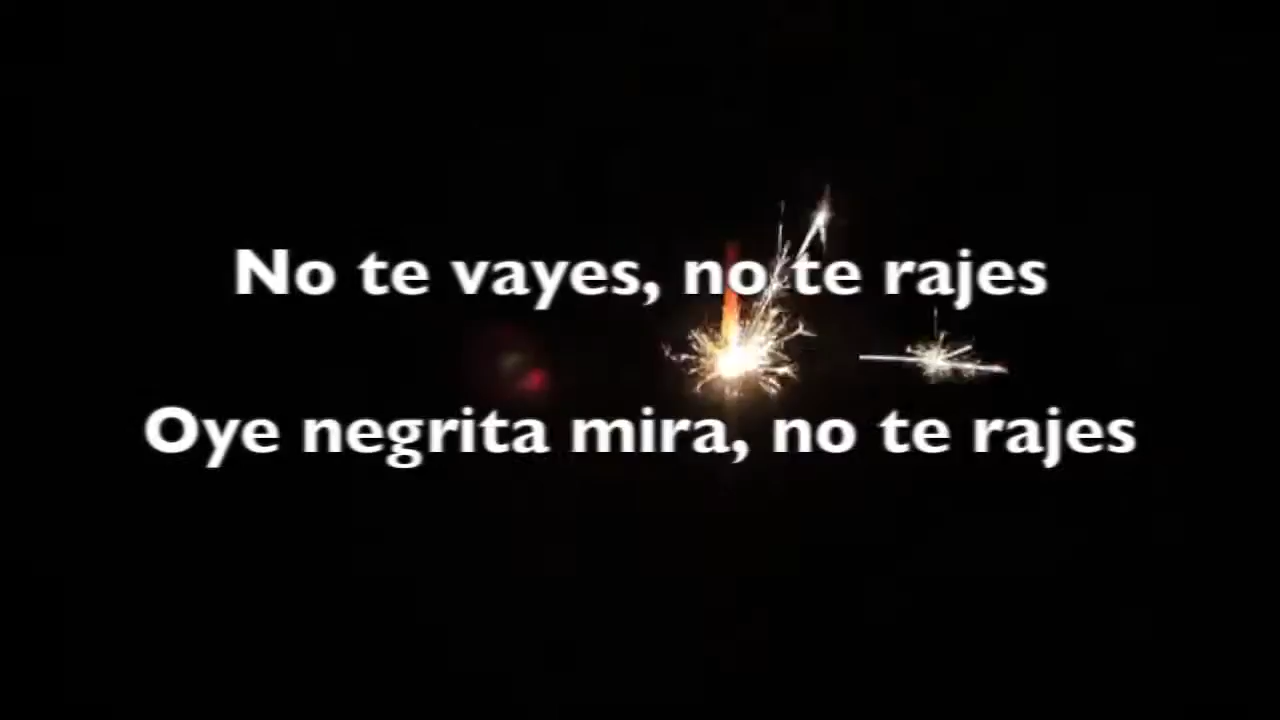 No te vayes, no te rajes
Oye negrita mira, no te rajes